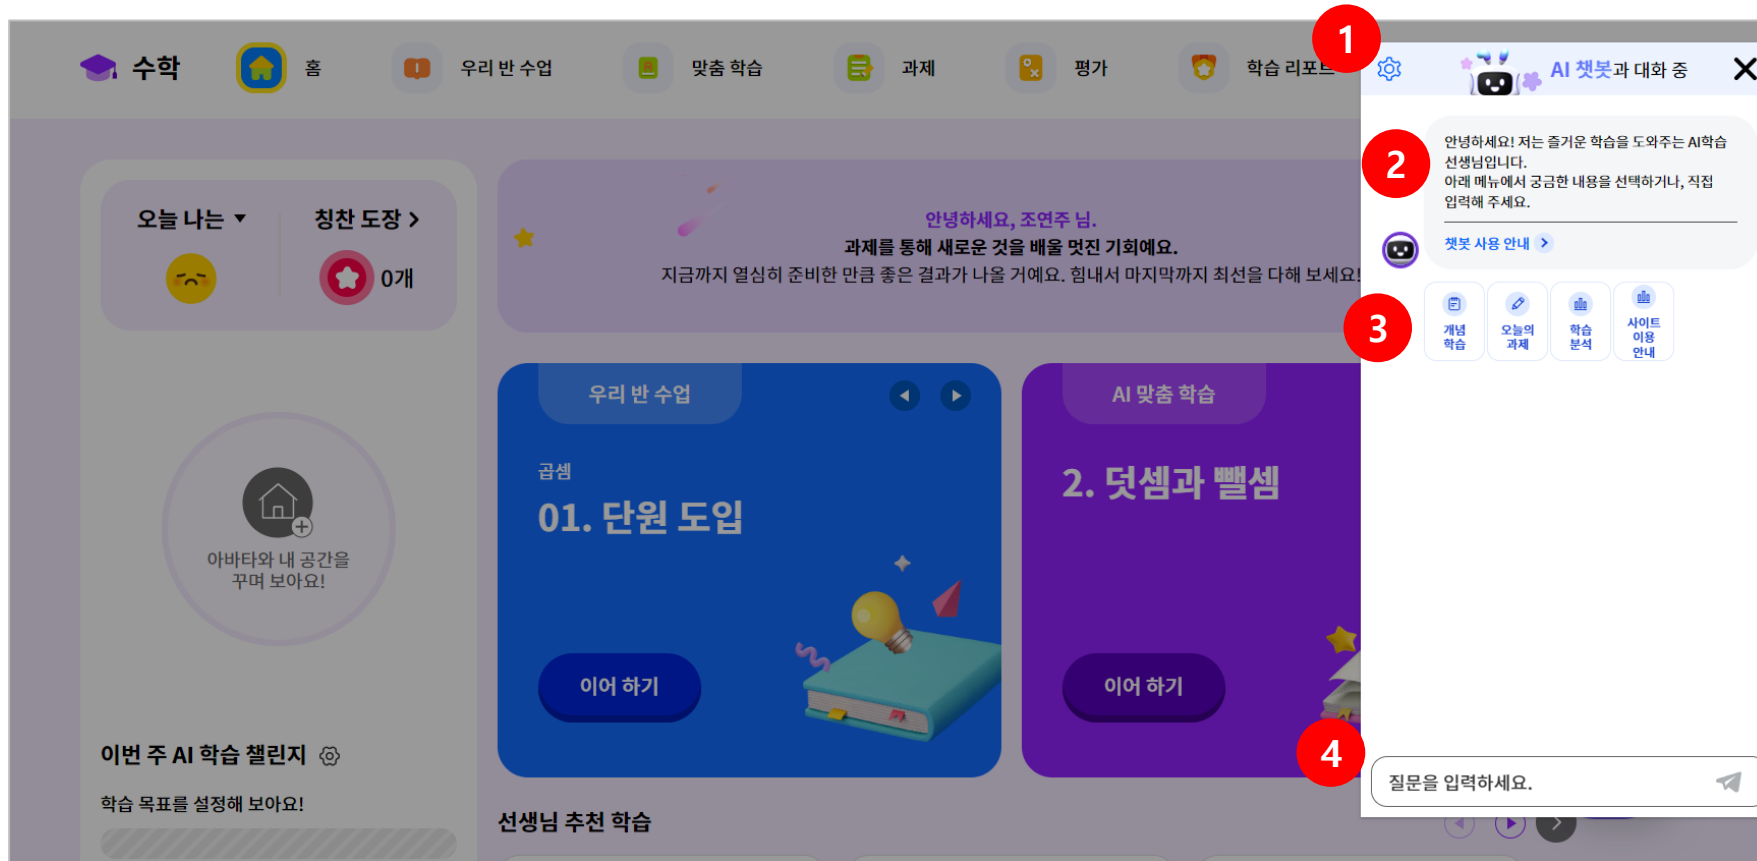 수학
홈
우리 반 수업
맞춤 학습
과제
평가
학습 리포트
1
AI 챗봇과 대화 중
2
안녕하세요! 저는 즐거운 학습을 도와주는 AI학습
선생님입니다.
아래 메뉴에서 궁금한 내용을 선택하거나, 직접
입력해 주세요.
챗봇 사용 안내
3
개념
학습
오늘의
과제
학습
분석
사이트
이용
안내
4
질문을 입력하세요.
오늘 나는
칭찬 도장
0개
안녕하세요, 조연주 님.
과제를 통해 새로운 것을 배울 멋진 기회예요.
지금까지 열심히 준비한 만큼 좋은 결과가 나올 거예요. 힘내서 마지막까지 최선을 다해 보세요!
아바타와 내 공간을
꾸며 보아요!
우리 반 수업
곱셈
01. 단원 도입
이어 하기
AI 맞춤 학습
2. 덧셈과 뺄셈
이어 하기
이번 주 AI 학습 챌린지
학습 목표를 설정해 보아요!
선생님 추천 학습